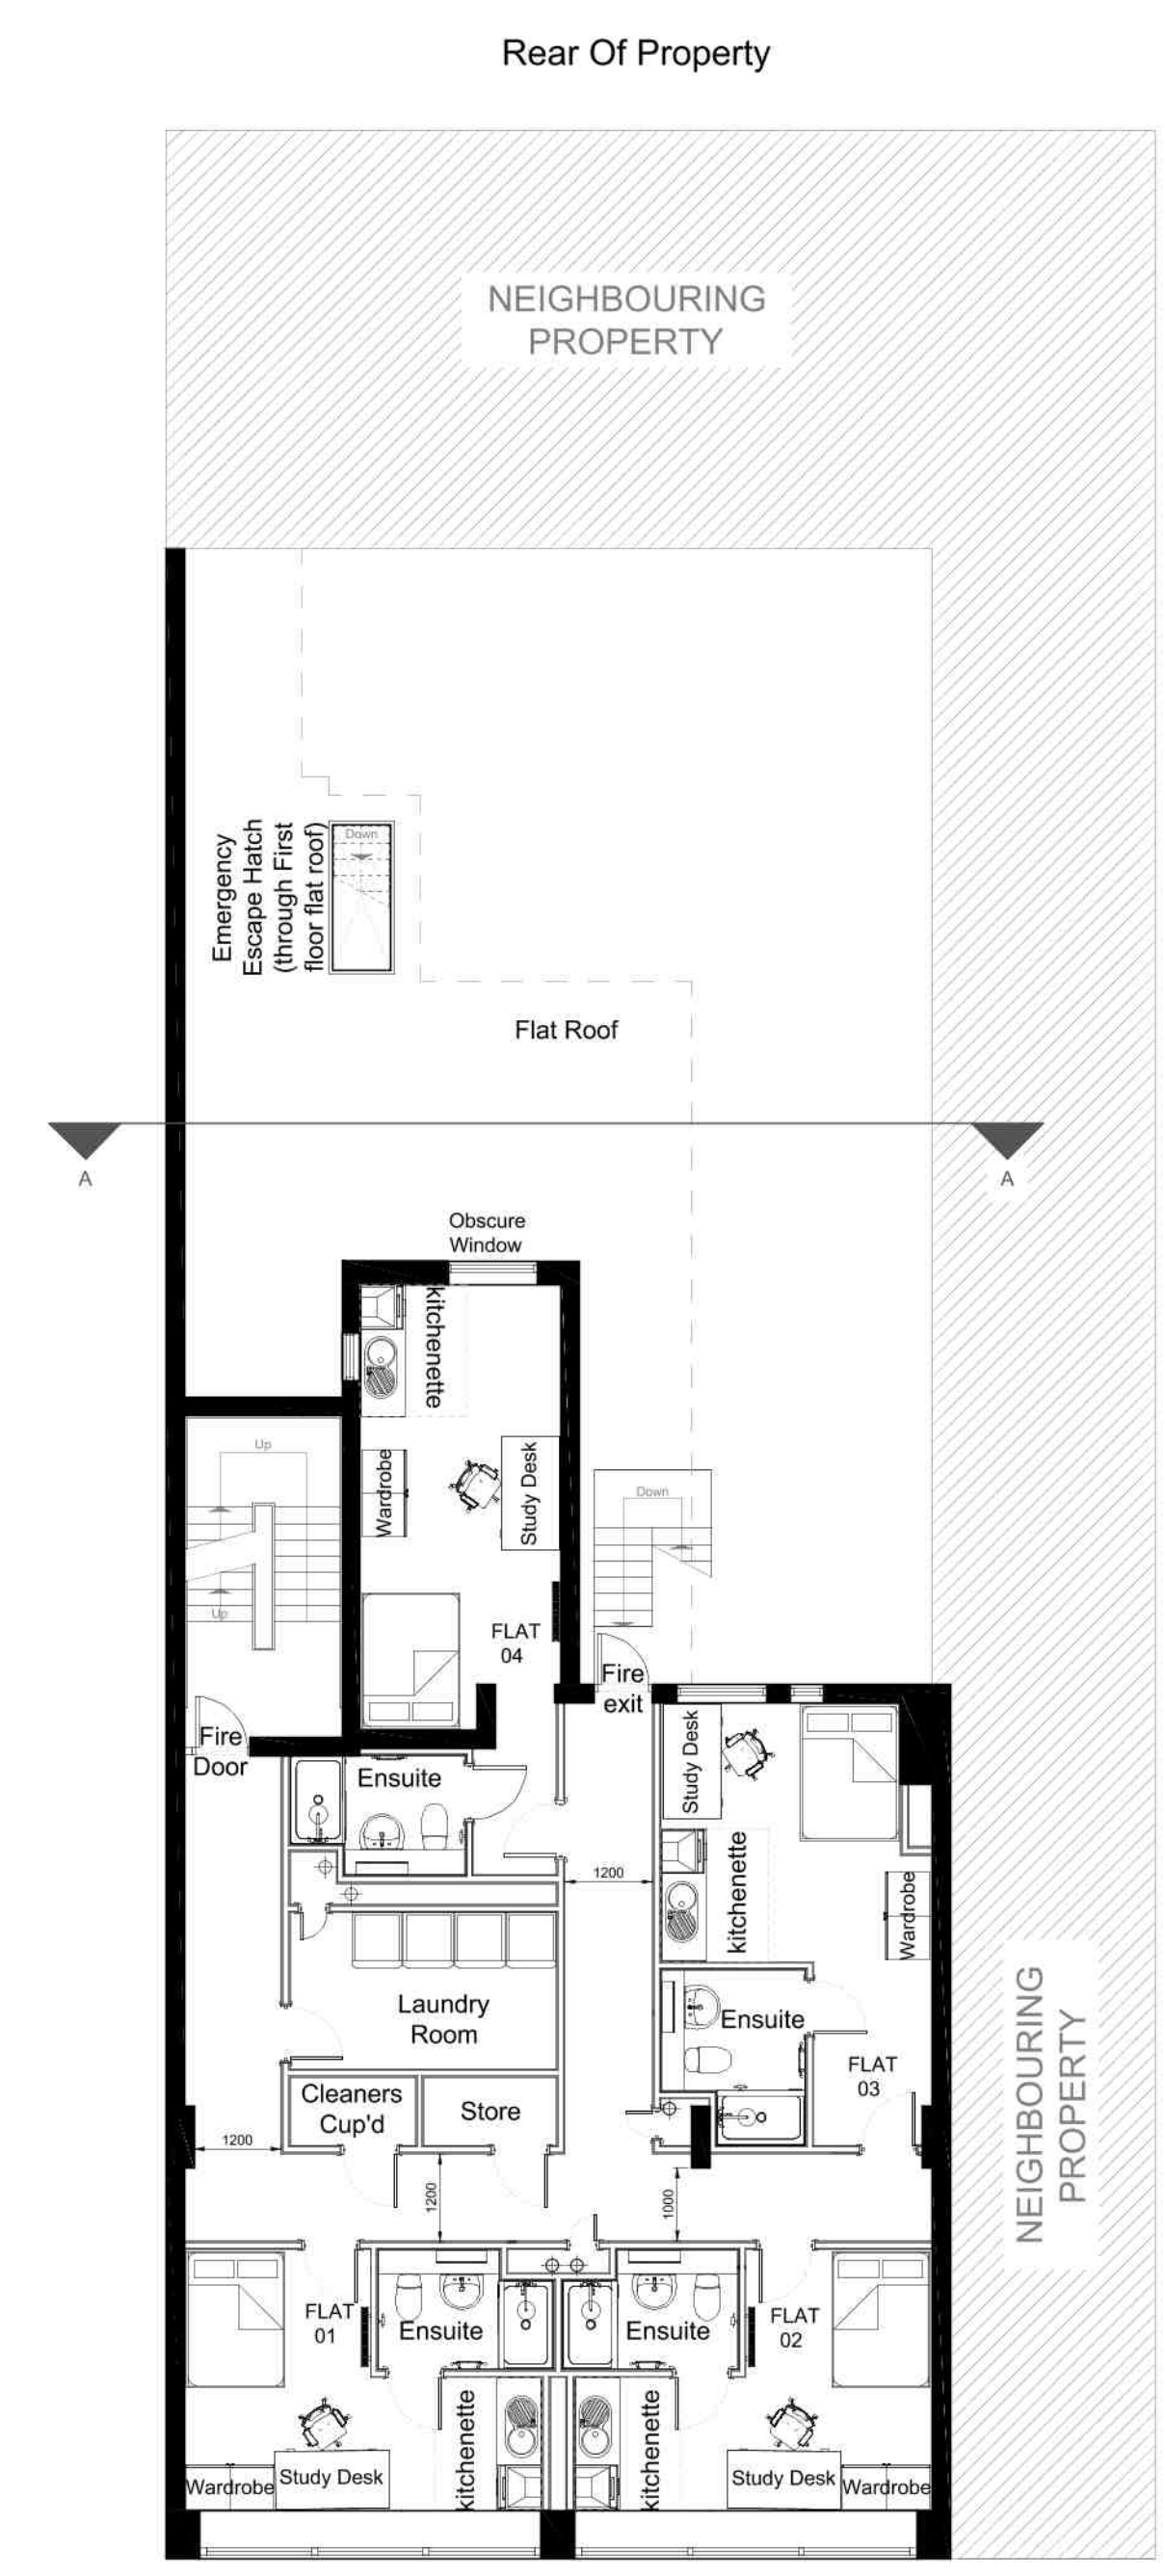 Rear Of Property
NEIGHBOURING
PROPERTY
Emergency
Escape Hatch
(through First
floor flat roof)
Down
Flat Roof
A
A
Obscure
Window
kitchenette
Up
Wardrobe
Study Desk
Down
Up
FLAT
04
Fire
exit
Fire
Door
Ensuite
Study Desk
kitchenette
1200
Wardrobe
Laundry
Room
Ensuite
FLAT
03
NEIGHBOURING
PROPERTY
Cleaners
Cup'd
Store
1200
1200
1000
FLAT
01
Ensuite
Ensuite
FLAT
02
kitchenette
kitchenette
Wardrobe
Study Desk
Study Desk
Wardrobe